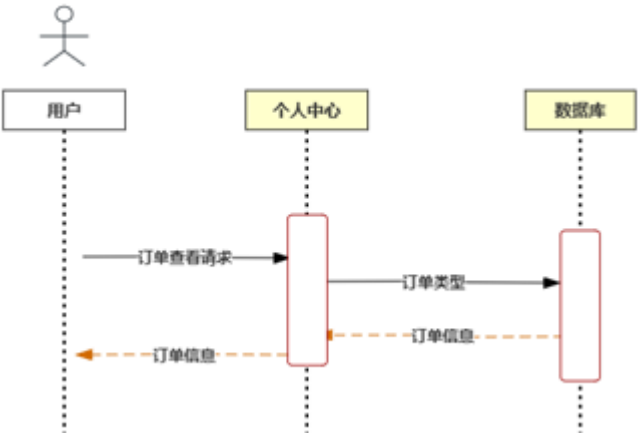 用户
个人中心
数据库
订单查看请求
订单类型
订单信息
订单信息